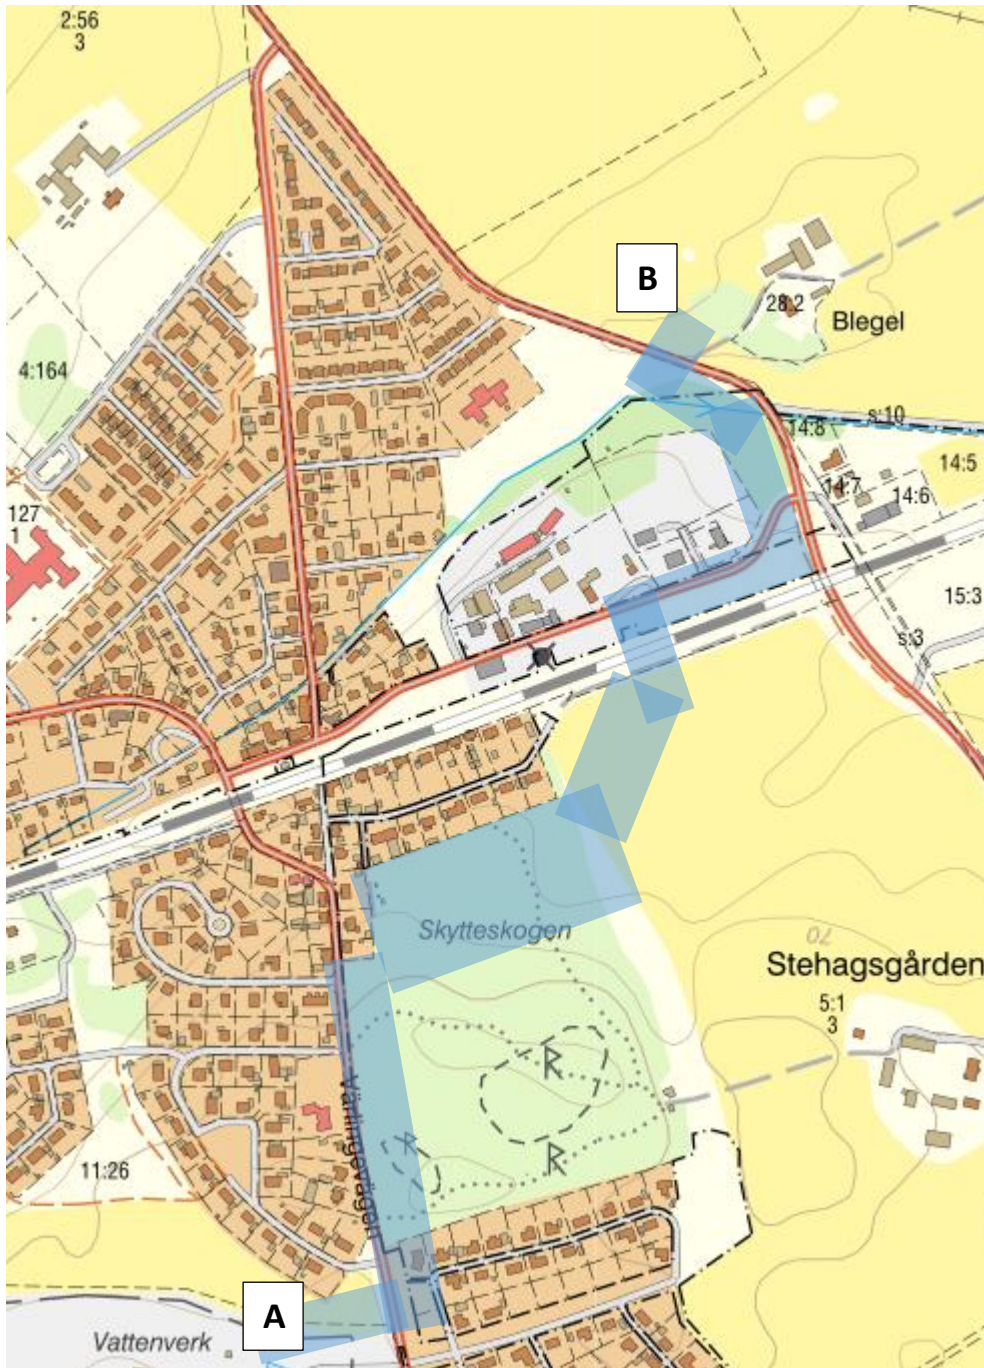 2:56
3
B
28:2
Blegel
4:164
s:10
14:8
14:5
14:7
14:6
127
1
15:3
s:3
Skytteskogen
70
Stehagsgården
5:1
3
R
R
R
Värlingevägen
11:26
A
Vattenverk